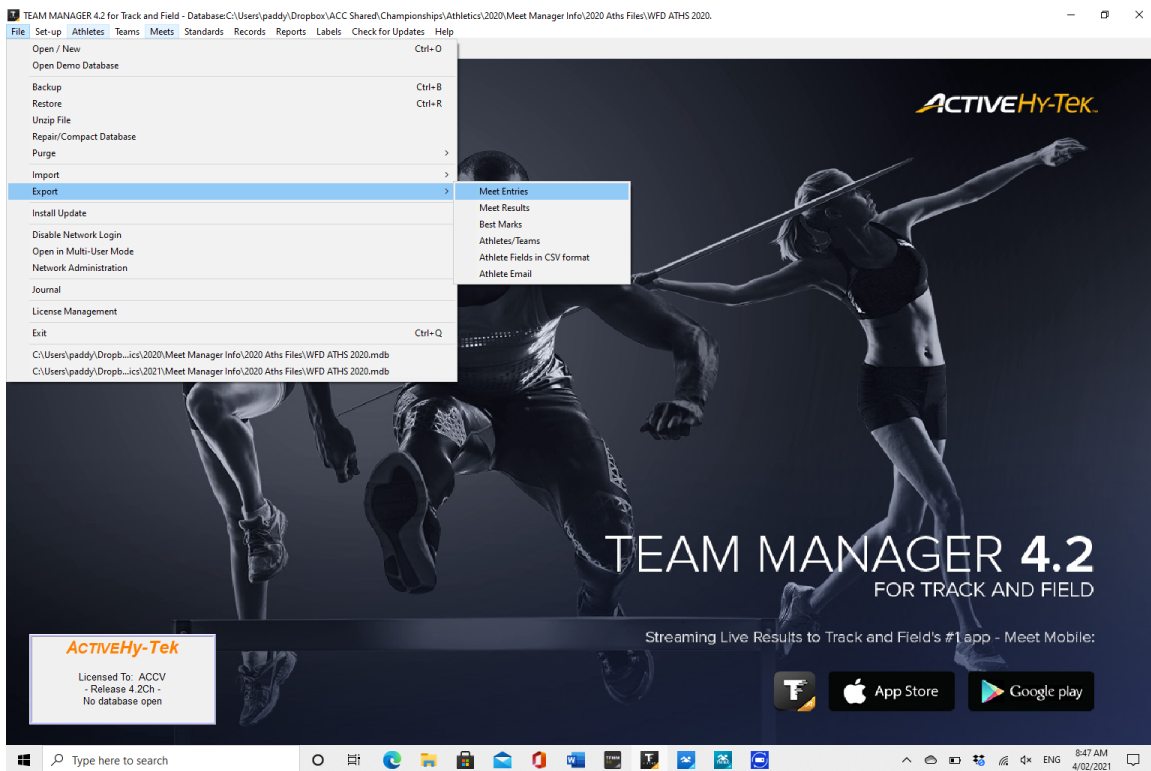 TEAM MANAGER 4.2 for Track and Field - Database:C:\Users\paddy\Dropbox\ACC Shared\Championships\Athletics\2020\Meet Manager Info\2020 Aths Files\WFD ATHS 2020.
File Set-up Athletes Teams Meets Standards Records Reports Labels Check for Updates Help
Open / New Ctrl+O
Open Demo Database
Backup Ctrl+B
Restore Ctrl+R
Unzip File
Repair/Compact Database
Purge
Import
Export
Install Update
Disable Network Login
Open in Multi-User Mode
Network Administration
Journal
License Management
Exit Ctrl+Q
C:\Users\paddy\Dropb...ics\2020\Meet Manager Info\2020 Aths Files\WFD ATHS 2020.mdb
C:\Users\paddy\Dropb...ics\2021\Meet Manager Info\2020 Aths Files\WFD ATHS 2020.mdb
Meet Entries
Meet Results
Best Marks
Athletes/Teams
Athlete Fields in CSV format
Athlete Email
ACTIVEHY-TEK
TEAM MANAGER 4.2
FOR TRACK AND FIELD
Streaming Live Results to Track and Field's #1 app - Meet Mobile:
App Store
Google play
ACTIVEHy-Tek
Licensed To: ACCV
- Release 4.2Ch -
No database open
Type here to search
ENG
8:47 AM
4/02/2021